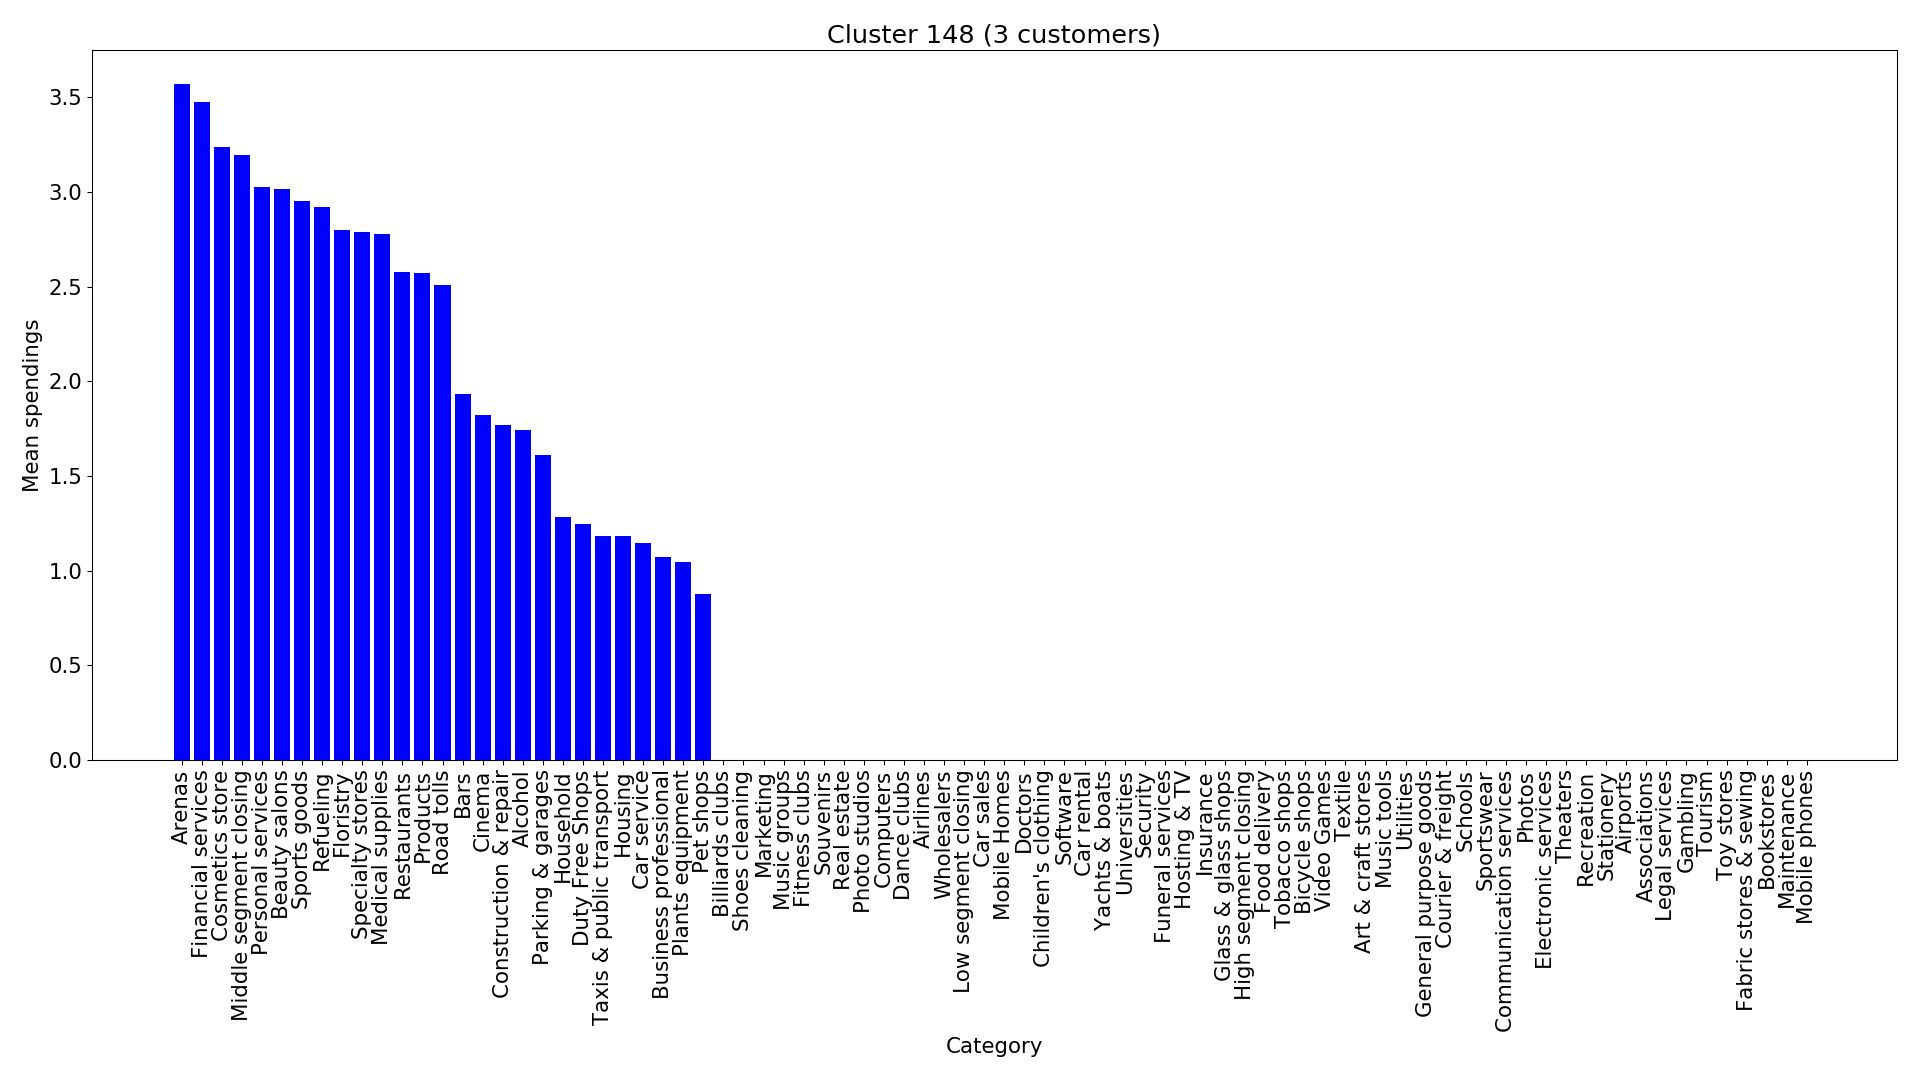 Cluster 148 (3 customers)
Mean spendings
3.5
3.0
2.5
2.0
1.5
1.0
0.5
0.0
Arenas
Financial services
Cosmetics store
Middle segment closing
Personal services
Beauty salons
Sports goods
Refueling
Floristry
Specialty stores
Medical supplies
Restaurants
Products
Road tolls
Bars
Cinema
Construction & repair
Alcohol
Parking & garages
Household
Duty Free Shops
Taxis & public transport
Housing
Car service
Business professional
Plants equipment
Pet shops
Billiards clubs
Shoes cleaning
Marketing
Music groups
Fitness clubs
Souvenirs
Real estate
Photo studios
Computers
Dance clubs
Airlines
Wholesalers
Low segment closing
Car sales
Mobile Homes
Doctors
Children's clothing
Software
Car rental
Yachts & boats
Universities
Security
Funeral services
Hosting & TV
Insurance
Glass & glass shops
High segment closing
Food delivery
Tobacco shops
Bicycle shops
Video Games
Textile
Art & craft stores
Music tools
Utilities
General purpose goods
Courier & freight
Schools
Sportswear
Communication services
Photos
Electronic services
Theaters
Recreation
Stationery
Airports
Associations
Legal services
Gambling
Tourism
Toy stores
Fabric stores & sewing
Bookstores
Maintenance
Mobile phones
Category